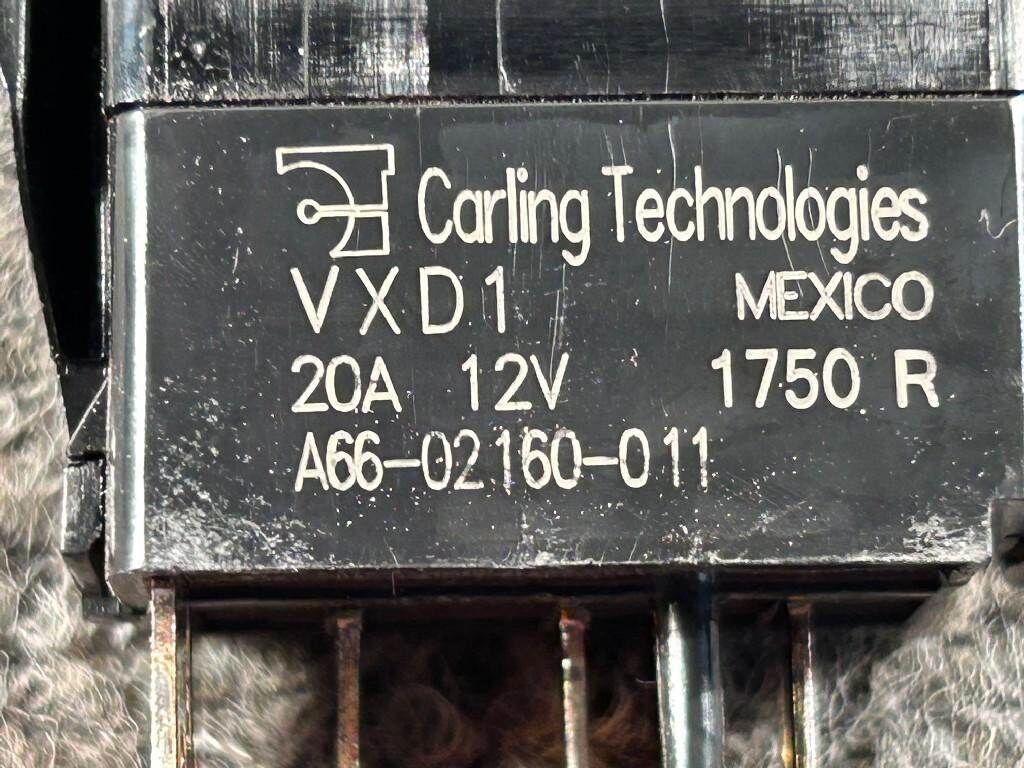 Carling Technologies
VXD1 MEXICO
20A 12V 1750 R
A66-02160-011